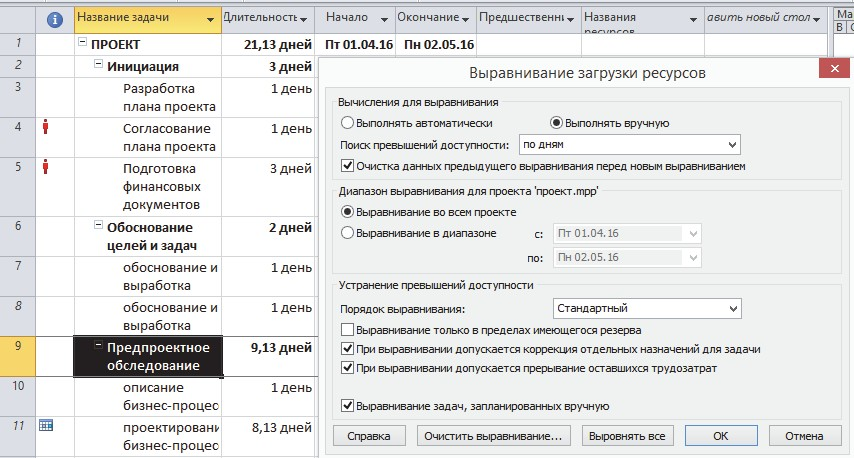 Название задачи Длительность Начало Окончание Предшественни Названия ресурсов авить новый стол Ма
В С
1 ПРОЕКТ 21,13 дней Пт 01.04.16 Пн 02.05.16
2 Инициация 3 дней
3 Разработка 1 день
плана проекта
4 Согласование 1 день
плана проекта
5 Подготовка 3 дней
финансовых
документов
6 Обоснование 2 дней
целей и задач
7 обоснование и 1 день
выработка
8 обоснование и 1 день
выработка
9 Предпроектное 9,13 дней
обследование
10 описание 1 день
бизнес-процес
11 проектировани 8,13 дней
бизнес-процес
Выравнивание загрузки ресурсов
Вычисления для выравнивания
Выполнять автоматически Выполнять вручную
Поиск превышений доступности: по дням
Очистка данных предыдущего выравнивания перед новым выравниванием
Диапазон выравнивания для проекта 'проект.mpp'
Выравнивание во всем проекте
Выравнивание в диапазоне с: Пт 01.04.16
по: Пн 02.05.16
Устранение превышений доступности
Порядок выравнивания: Стандартный
Выравнивание только в пределах имеющегося резерва
При выравнивании допускается коррекция отдельных назначений для задачи
При выравнивании допускается прерывание оставшихся трудозатрат
Выравнивание задач, запланированных вручную
Справка Очистить выравнивание... Выровнять все ОК Отмена